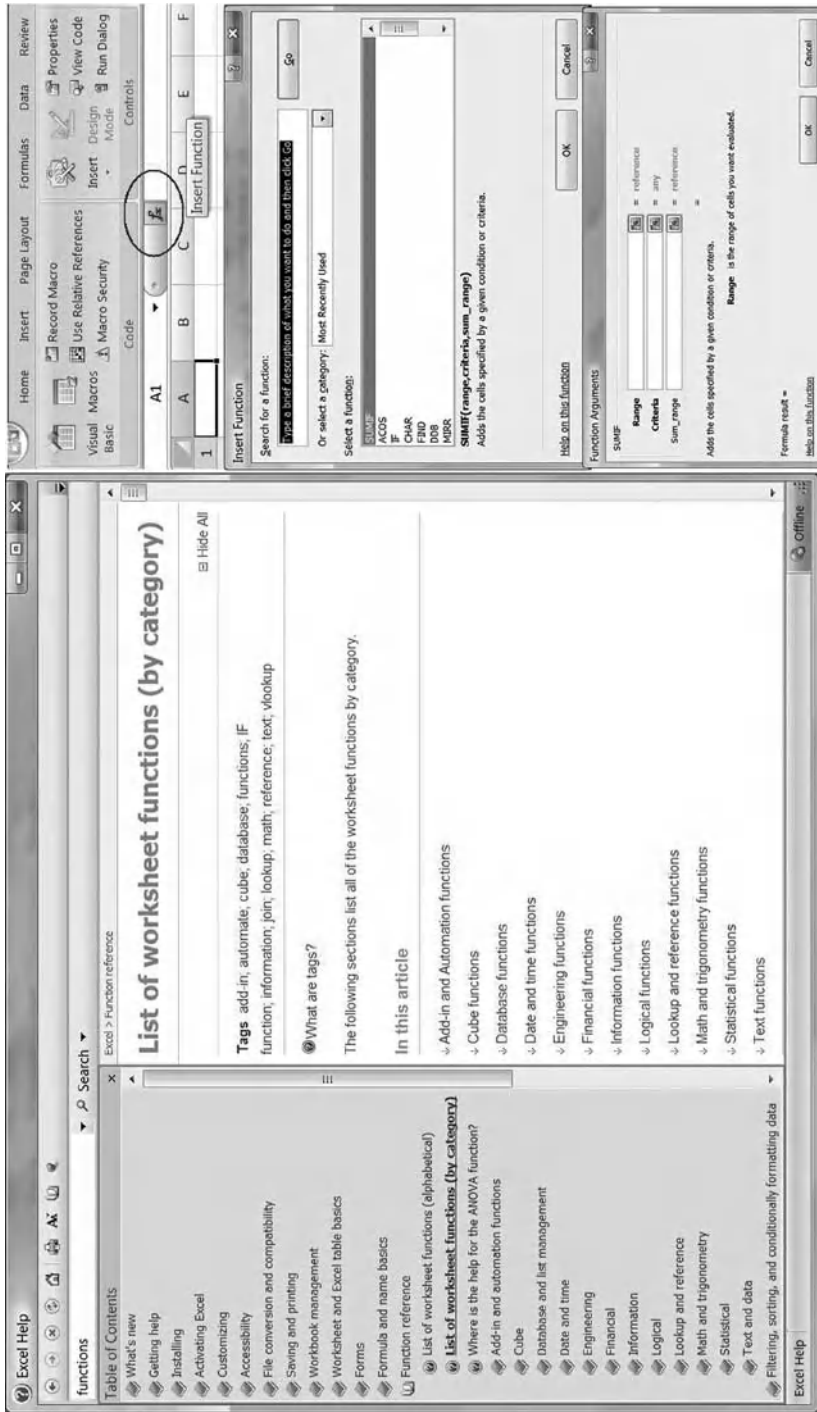 Excel Help
functions
Search
Table of Contents
What's new
Getting help
Installing
Activating Excel
Customizing
Accessibility
File conversion and compatibility
Saving and printing
Workbook management
Worksheet and Excel table basics
Forms
Formula and name basics
Function reference
List of worksheet functions (alphabetical)
List of worksheet functions (by category)
Where is the help for the ANOVA function?
Add-in and automation functions
Cube
Database and list management
Date and time
Engineering
Financial
Information
Logical
Lookup and reference
Math and trigonometry
Statistical
Text and data
Filtering, sorting, and conditionally formatting data
Excel > Function reference
List of worksheet functions (by category)
Hide All
Tags add-in; automate; cube; database; functions; IF
function; information; join; lookup; math; reference; text; vlookup
What are tags?
The following sections list all of the worksheet functions by category.
In this article
Add-in and Automation functions
Cube functions
Database functions
Date and time functions
Engineering functions
Financial functions
Information functions
Logical functions
Lookup and reference functions
Math and trigonometry functions
Statistical functions
Text functions
Excel Help
Offline
Home Insert Page Layout Formulas Data Review
Visual Basic
Macros
Record Macro
Use Relative References
Macro Security
Code
Insert
Design Mode
Properties
View Code
Run Dialog
Controls
A1
fx
Insert Function
A B C D E F
1
Insert Function
Search for a function:
Type a brief description of what you want to do and then click Go
Go
Or select a category: Most Recently Used
Select a function:
SUMIF
ACOS
IF
CHAR
FIND
DOB
MIRR
SUMIF(range,criteria,sum_range)
Adds the cells specified by a given condition or criteria.
Help on this function
OK
Cancel
Function Arguments
SUMIF
Range = reference
Criteria = any
Sum_range = reference
=
Adds the cells specified by a given condition or criteria.
Range is the range of cells you want evaluated.
Formula result =
Help on this function
OK
Cancel